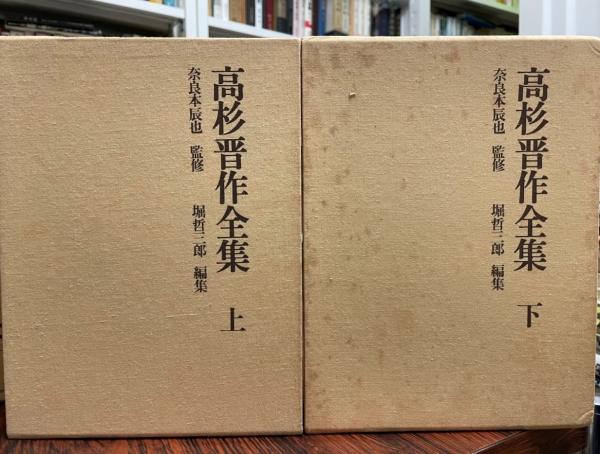 高杉晋作全集 上
奈良本辰也 監修 堀哲三郎 編集
高杉晋作全集 下
奈良本辰也 監修 堀哲三郎 編集